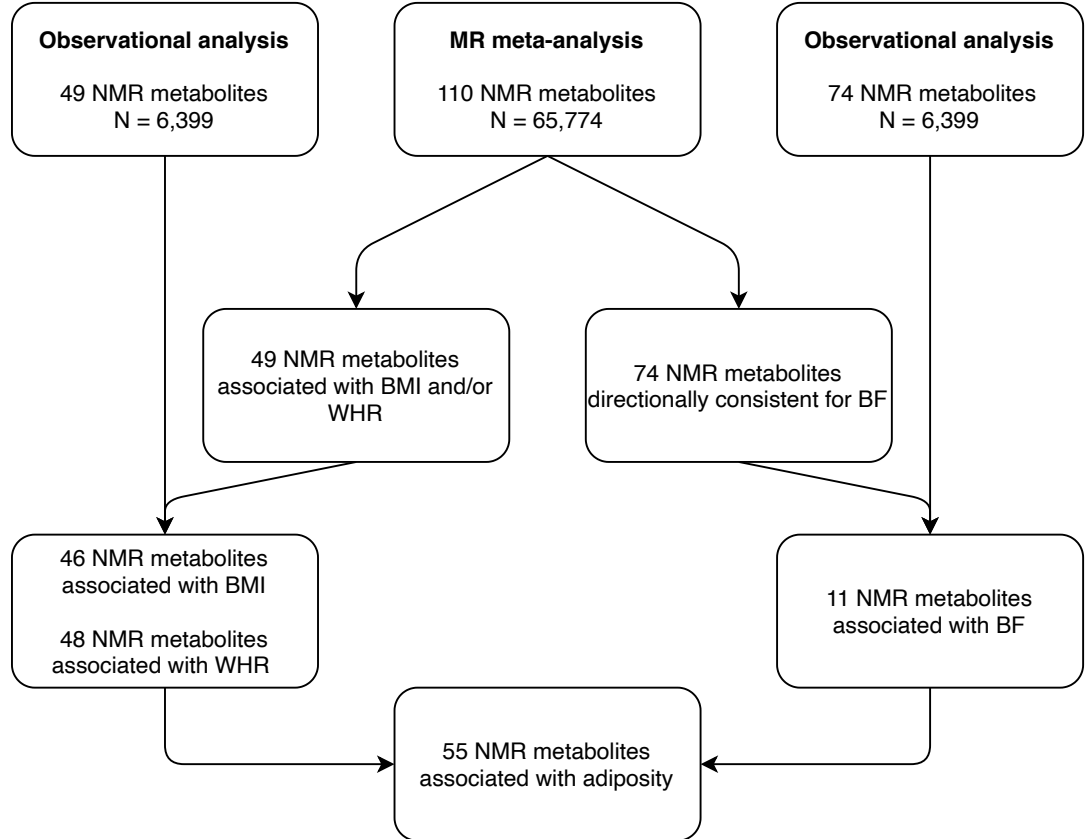 Observational analysis
49 NMR metabolites
N = 6,399
MR meta-analysis
110 NMR metabolites
N = 65,774
Observational analysis
74 NMR metabolites
N = 6,399
49 NMR metabolites
associated with BMI and/or
WHR
74 NMR metabolites
directionally consistent for BF
46 NMR metabolites
associated with BMI
48 NMR metabolites
associated with WHR
11 NMR metabolites
associated with BF
55 NMR metabolites
associated with adiposity